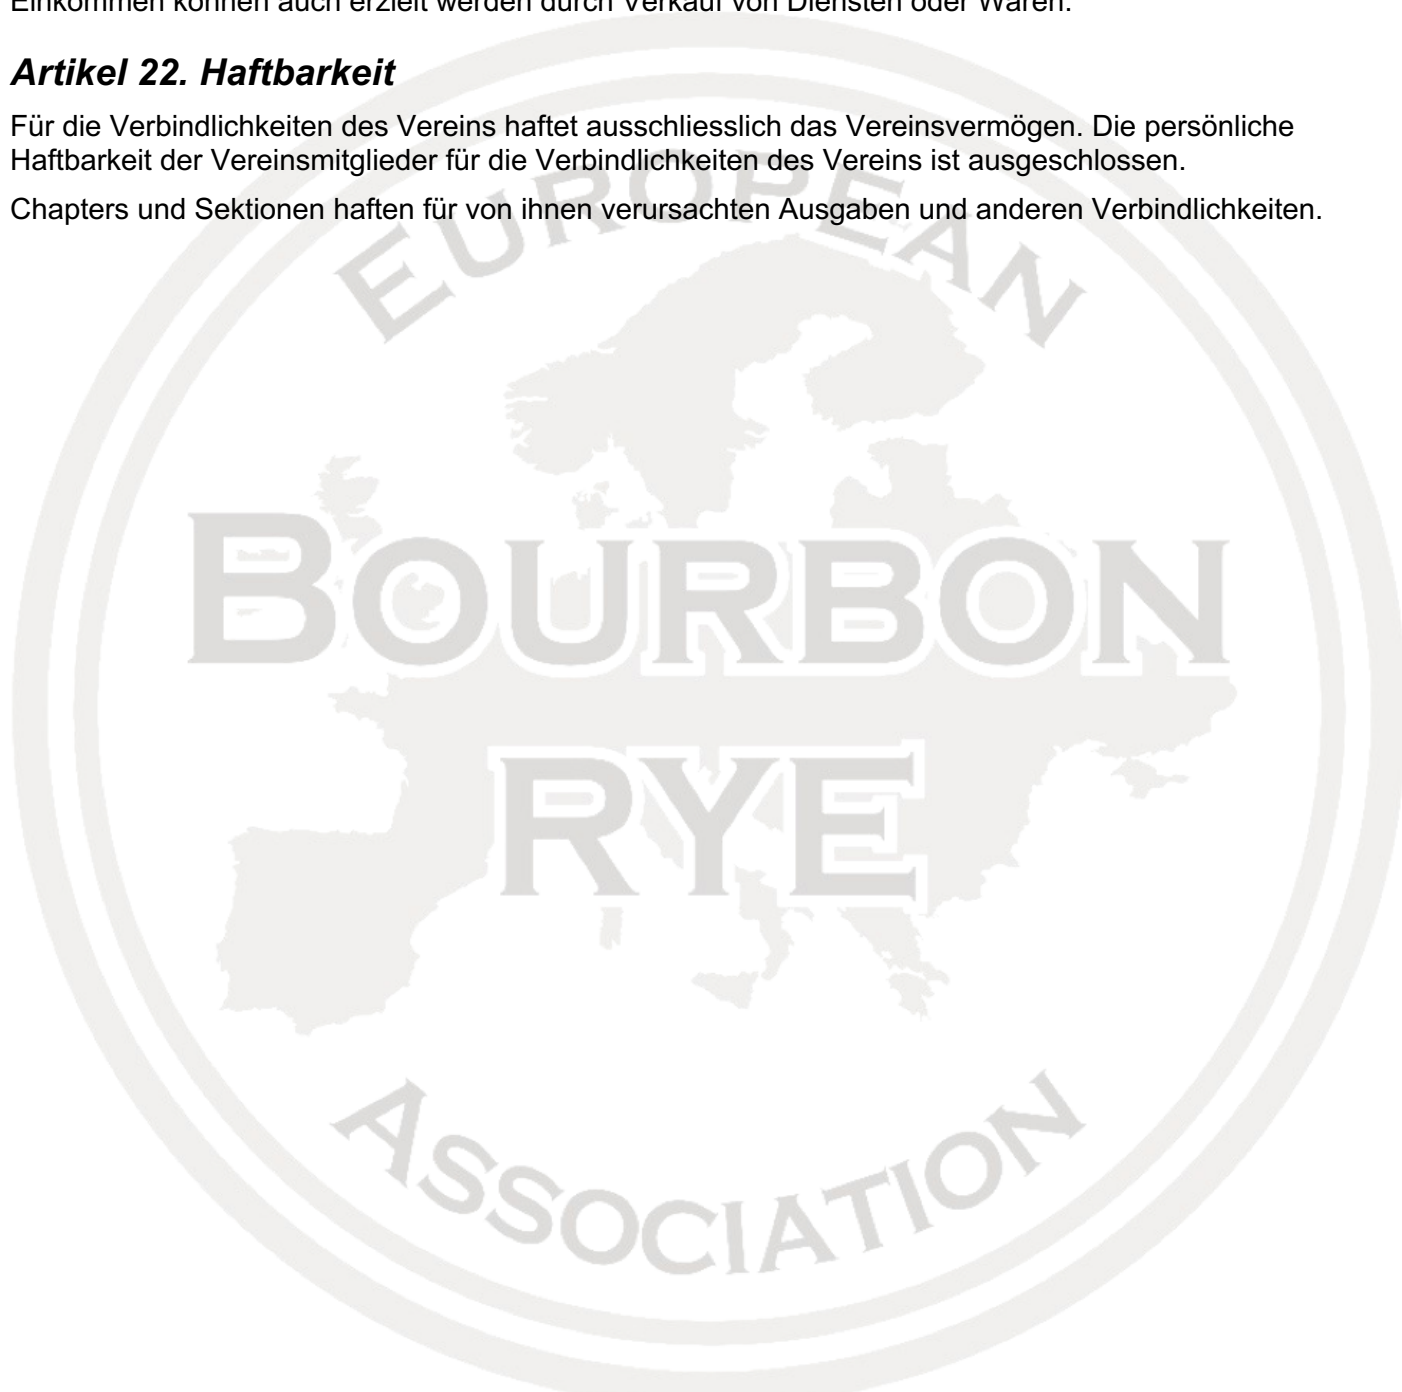 Einkommen können auch erzielt werden durch Verkauf von Diensten oder Waren.
Artikel 22. Haftbarkeit
Für die Verbindlichkeiten des Vereins haftet ausschliesslich das Vereinsvermögen. Die persönliche
Haftbarkeit der Vereinsmitglieder für die Verbindlichkeiten des Vereins ist ausgeschlossen.
Chapters und Sektionen haften für von ihnen verursachten Ausgaben und anderen Verbindlichkeiten.
EUROPEAN
BOURBON
RYE
ASSOCIATION